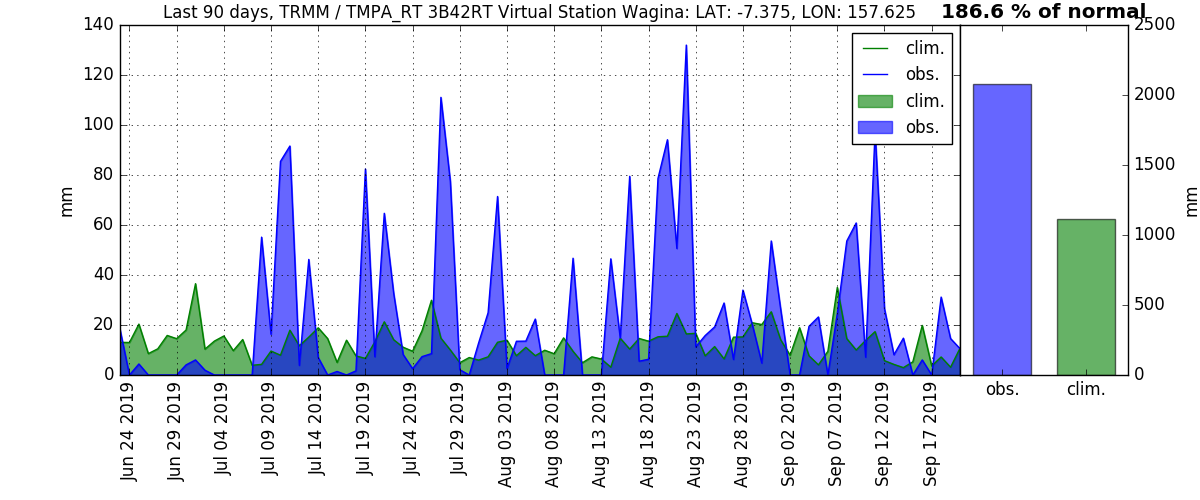 Last 90 days, TRMM / TMPA_RT 3B42RT Virtual Station Wagina: LAT: -7.375, LON: 157.625
186.6 % of normal
mm
140
120
100
80
60
40
20
0
clim.
obs.
clim.
obs.
Jun 24 2019
Jun 29 2019
Jul 04 2019
Jul 09 2019
Jul 14 2019
Jul 19 2019
Jul 24 2019
Jul 29 2019
Aug 03 2019
Aug 08 2019
Aug 13 2019
Aug 18 2019
Aug 23 2019
Aug 28 2019
Sep 02 2019
Sep 07 2019
Sep 12 2019
Sep 17 2019
2500
2000
1500
1000
500
0
mm
obs.
clim.